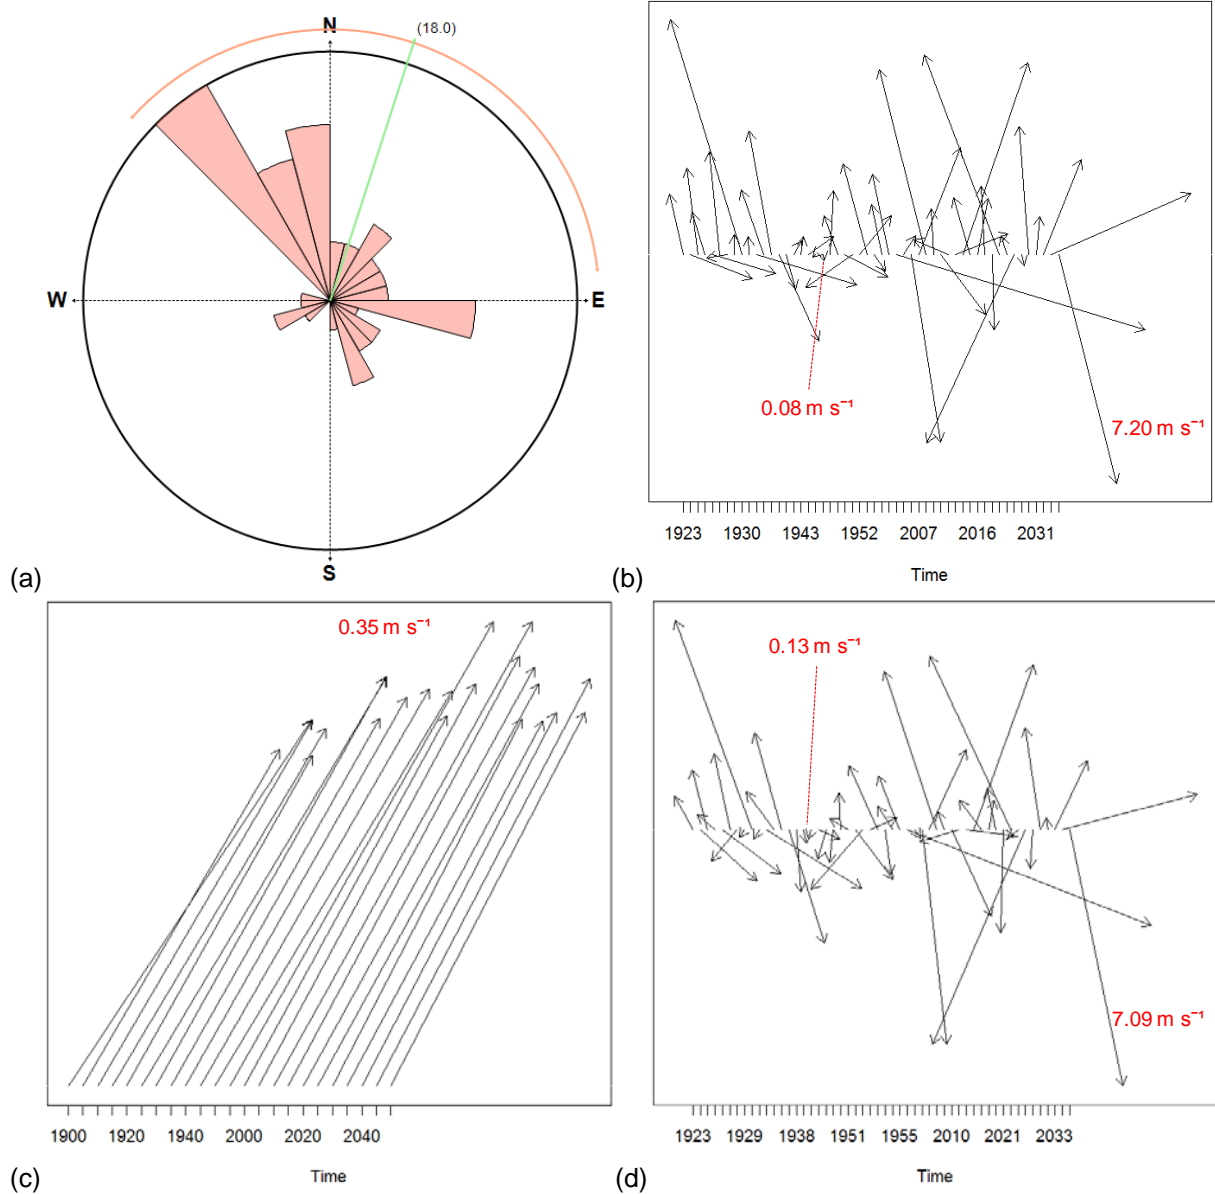 N
(18.0)
W
E
S
(a)
0.08 m s⁻¹
7.20 m s⁻¹
1923 1930 1943 1952 2007 2016 2031
Time
(b)
0.35 m s⁻¹
1900 1920 1940 2000 2020 2040
Time
(c)
0.13 m s⁻¹
7.09 m s⁻¹
1923 1929 1938 1951 1955 2010 2021 2033
Time
(d)